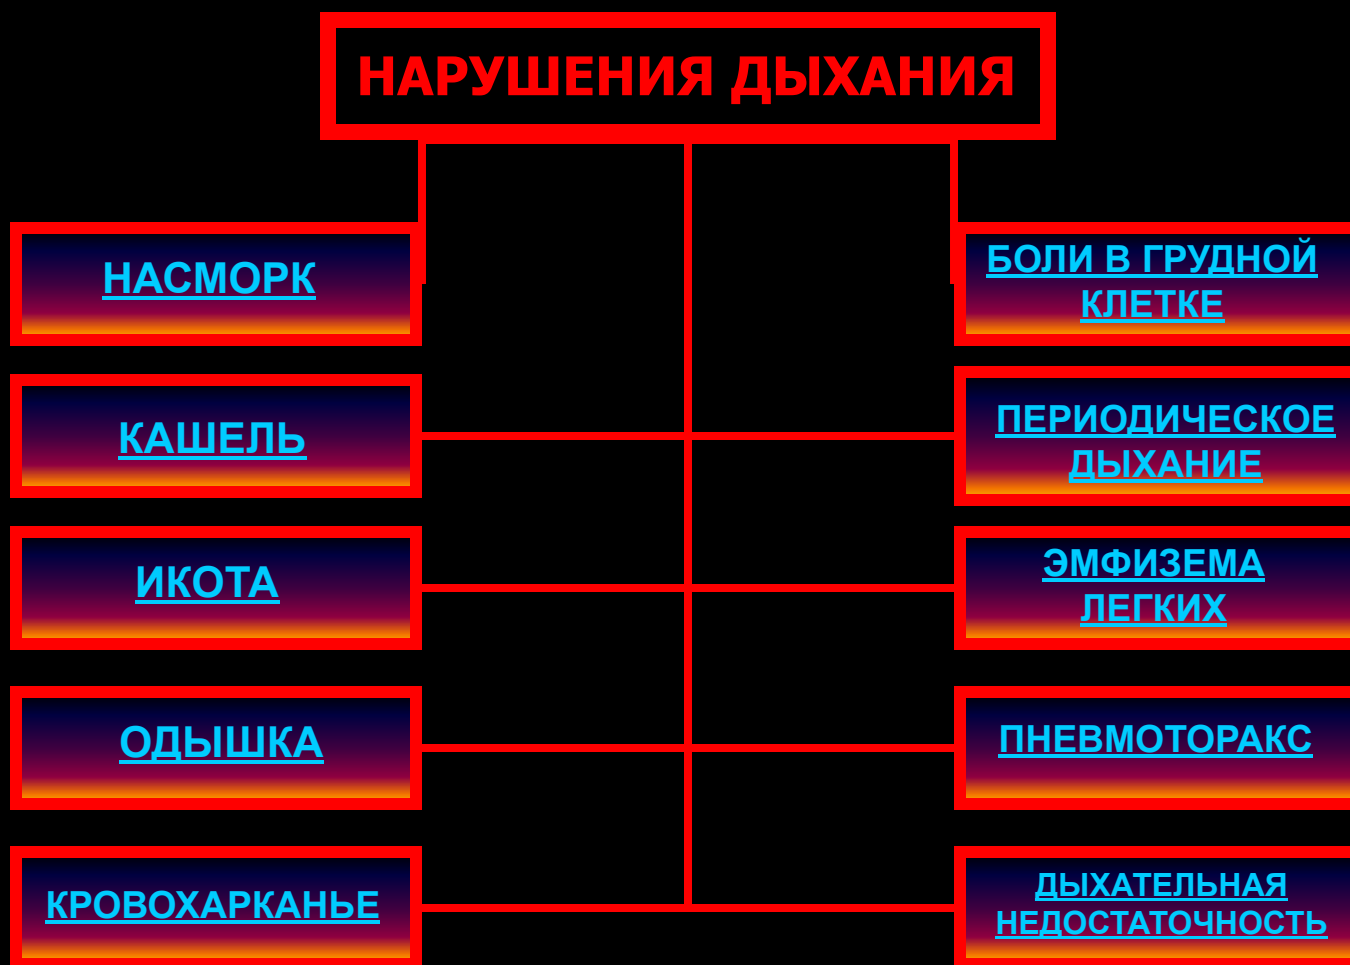 НАРУШЕНИЯ ДЫХАНИЯ
НАСМОРК
КАШЕЛЬ
ИКОТА
ОДЫШКА
КРОВОХАРКАНЬЕ
БОЛИ В ГРУДНОЙ
КЛЕТКЕ
ПЕРИОДИЧЕСКОЕ
ДЫХАНИЕ
ЭМФИЗЕМА
ЛЕГКИХ
ПНЕВМОТОРАКС
ДЫХАТЕЛЬНАЯ
НЕДОСТАТОЧНОСТЬ